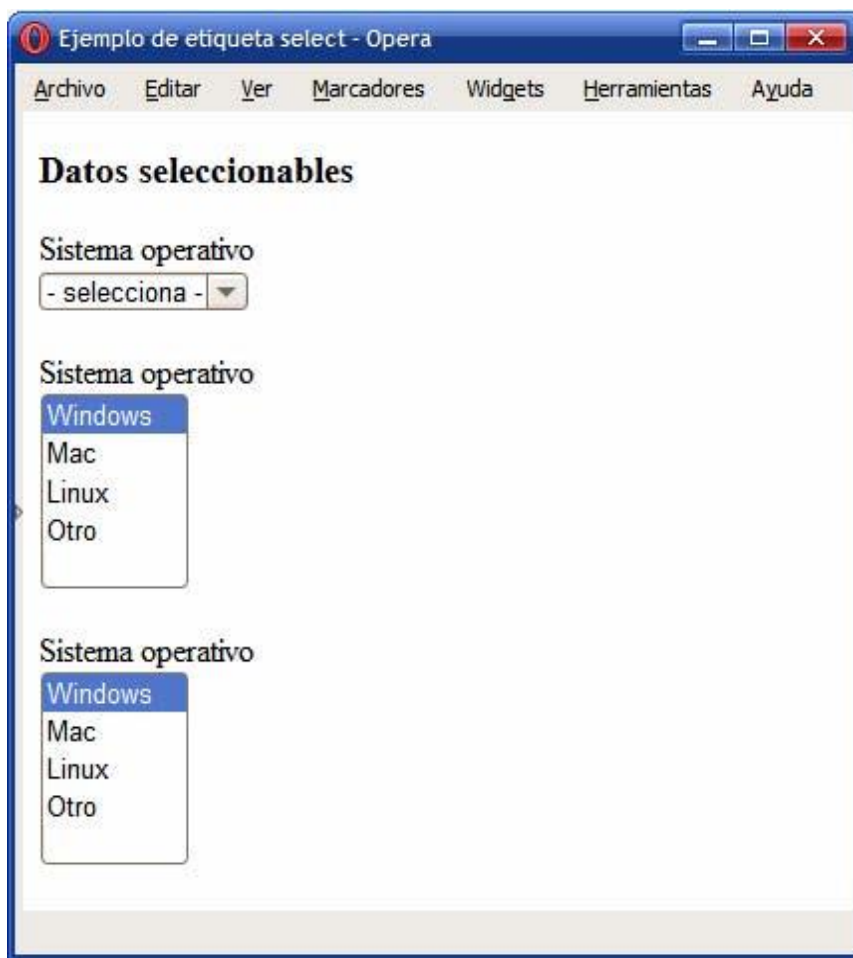 Ejemplo de etiqueta select - Opera
Archivo Editar Ver Marcadores Widgets Herramientas Ayuda
Datos seleccionables
Sistema operativo
- selecciona -
Sistema operativo
Windows
Mac
Linux
Otro
Sistema operativo
Windows
Mac
Linux
Otro